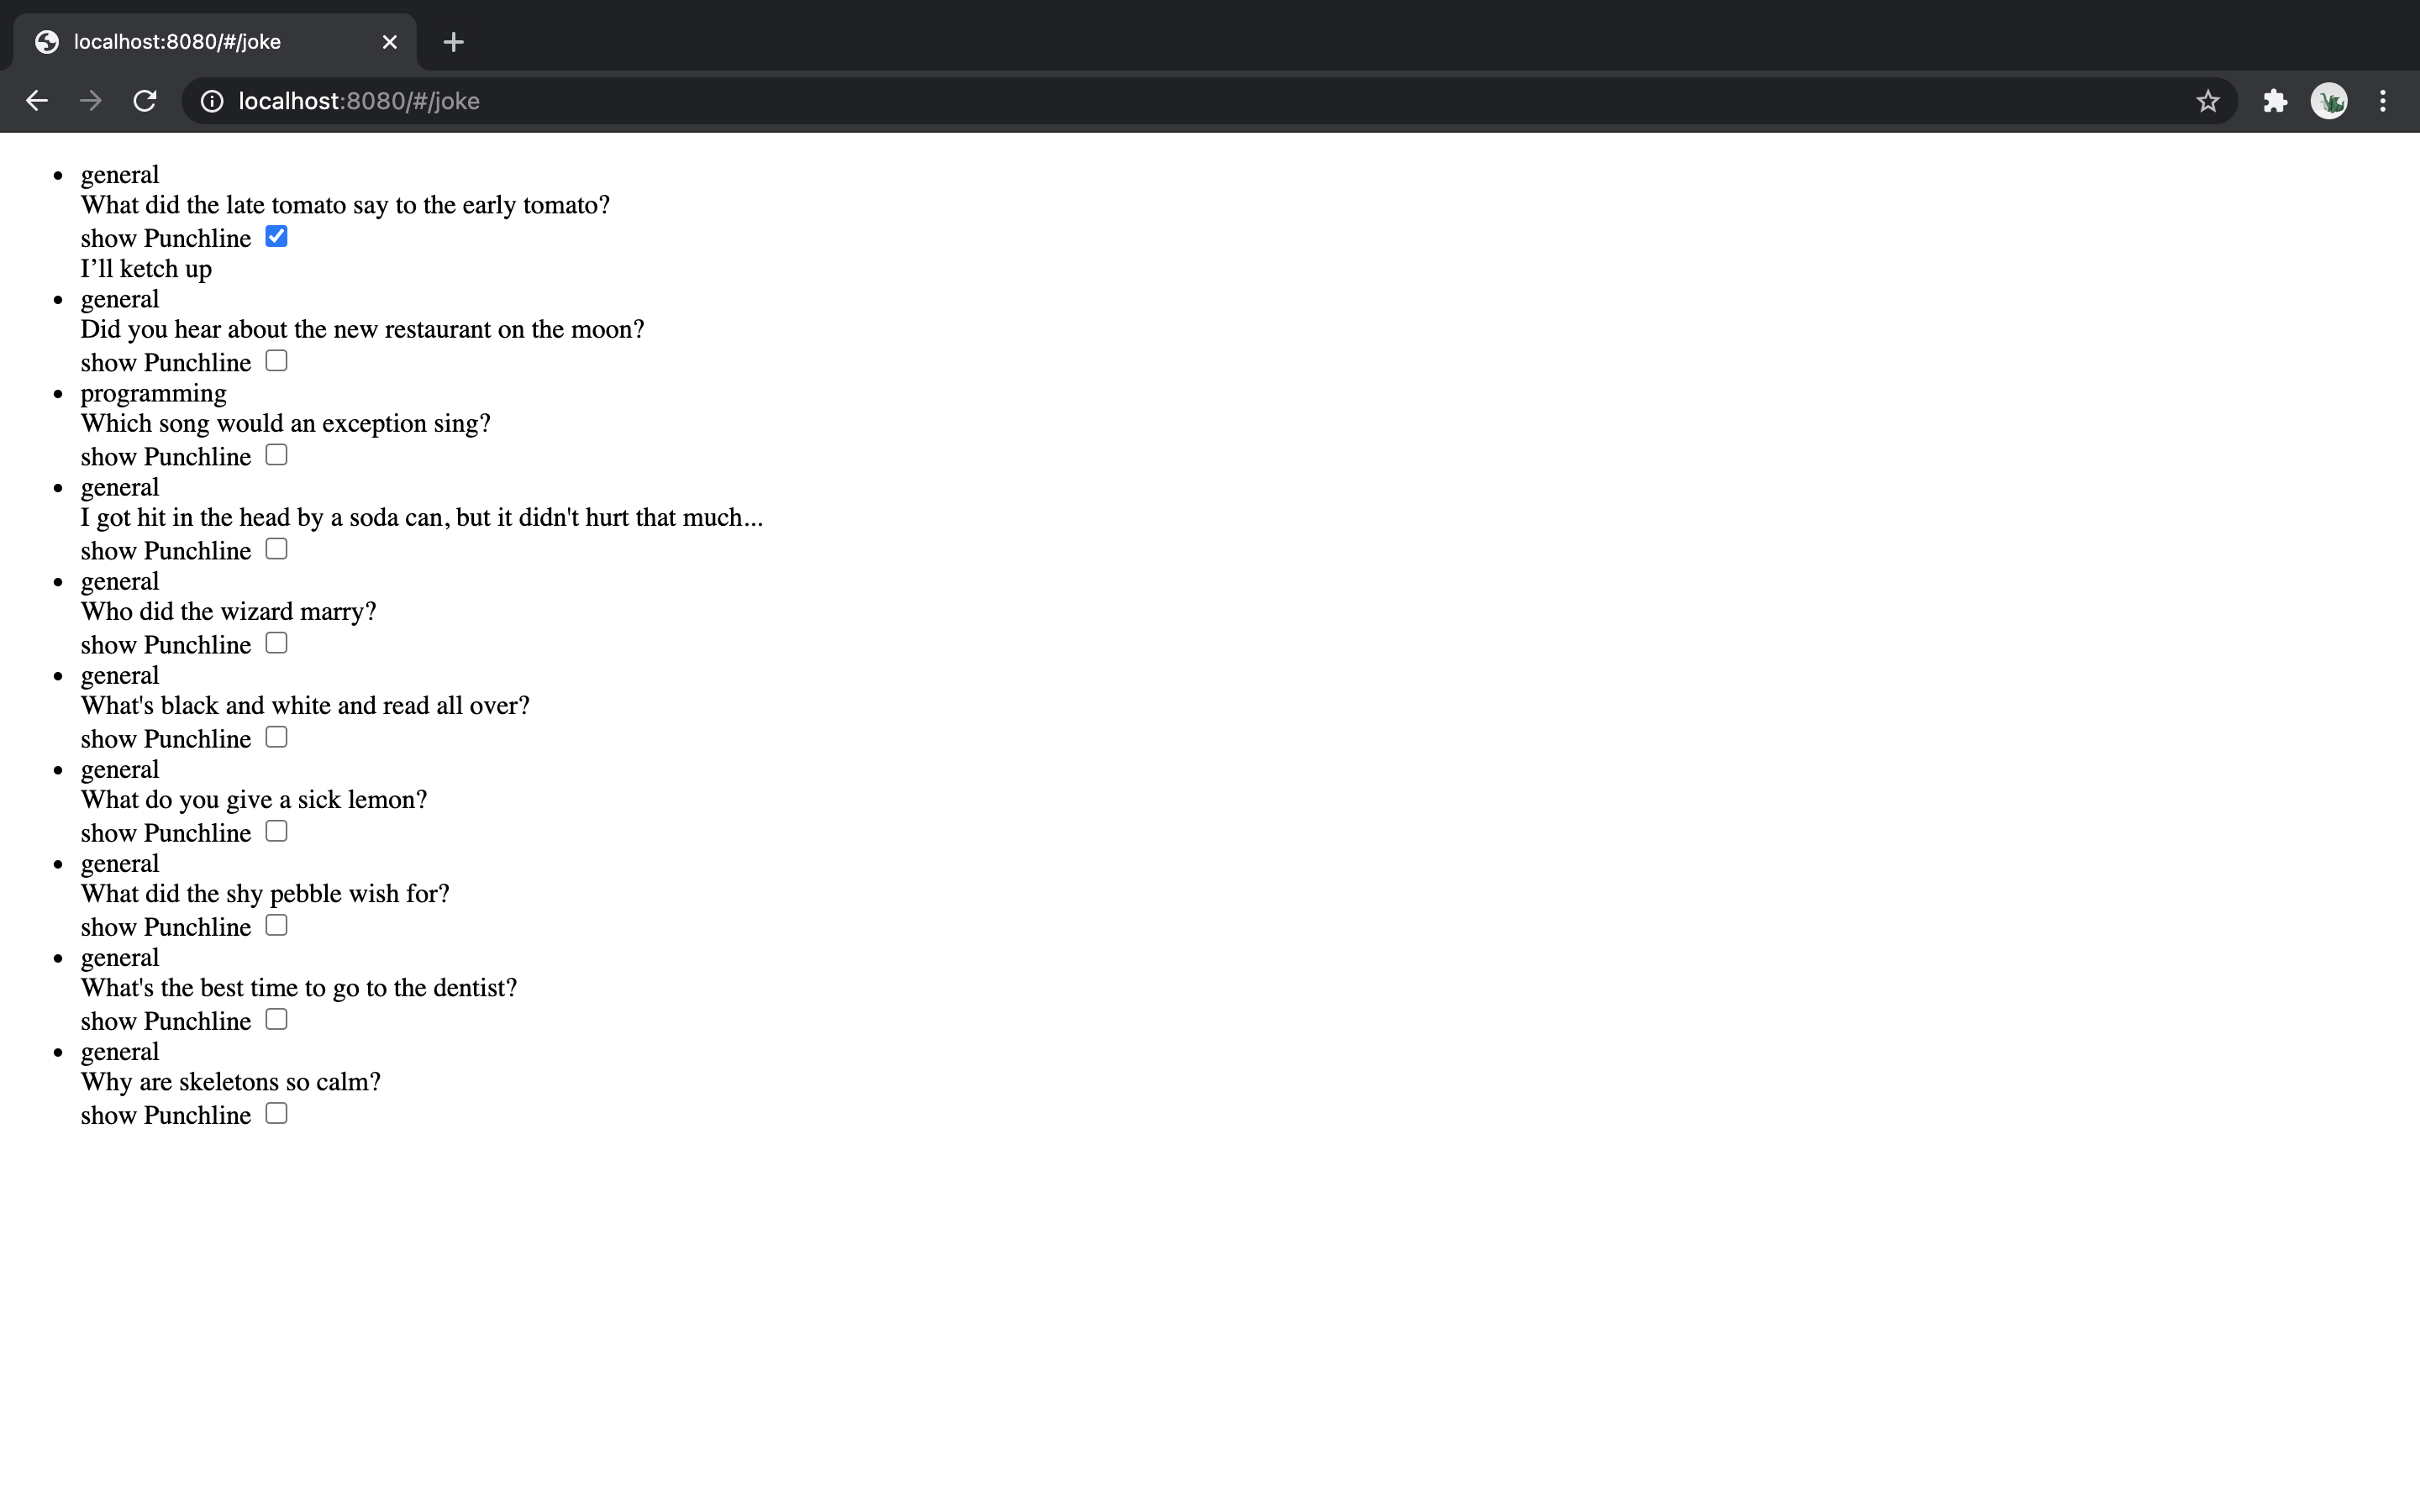 localhost:8080/#/joke
localhost:8080/#/joke
general
What did the late tomato say to the early tomato?
show Punchline
I’ll ketch up
general
Did you hear about the new restaurant on the moon?
show Punchline
programming
Which song would an exception sing?
show Punchline
general
I got hit in the head by a soda can, but it didn't hurt that much...
show Punchline
general
Who did the wizard marry?
show Punchline
general
What's black and white and read all over?
show Punchline
general
What do you give a sick lemon?
show Punchline
general
What did the shy pebble wish for?
show Punchline
general
What's the best time to go to the dentist?
show Punchline
general
Why are skeletons so calm?
show Punchline